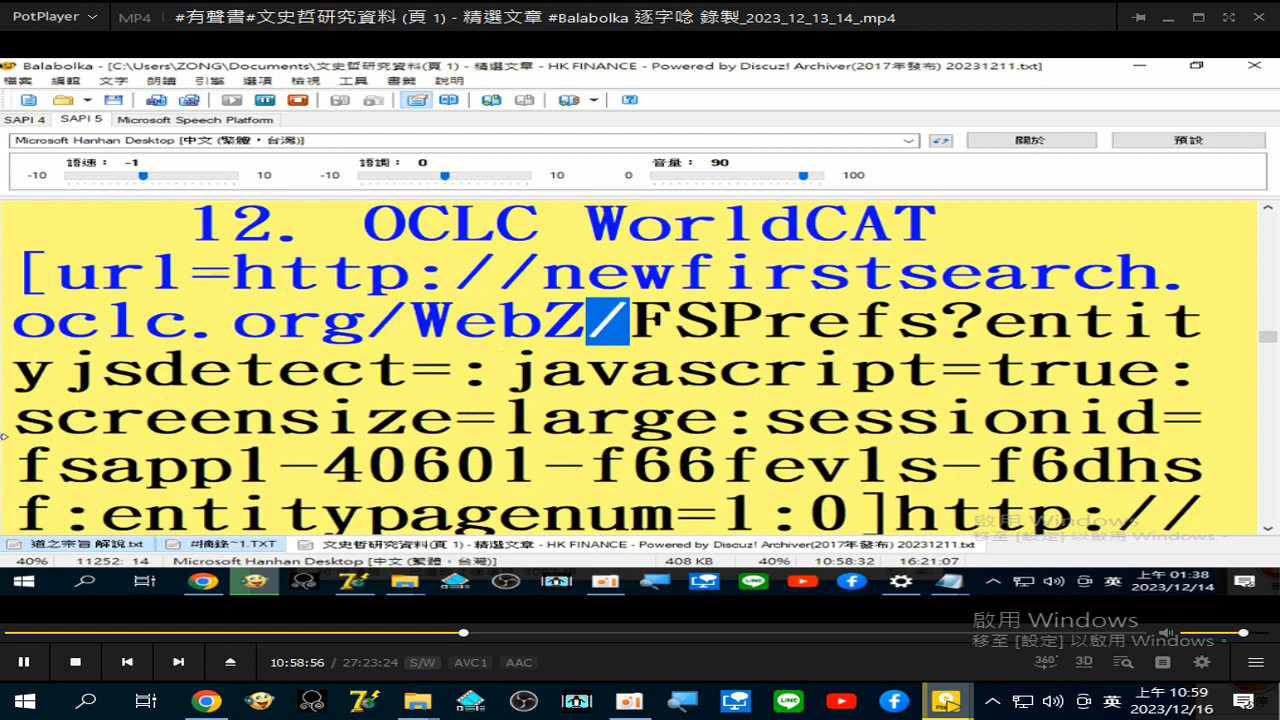 PotPlayer MP4 #有聲書#文史哲研究資料 (頁 1) - 精選文章 #Balabolka 逐字唸 錄製_2023_12_13_14_.mp4
Balabolka - [C:\Users\ZONG\Documents\文史哲研究資料(頁 1) - 精選文章 - HK FINANCE - Powered by Discuz! Archiver(2017年發布) 20231211.txt]
檔案 編輯 文字 朗讀 引擎 選項 檢視 工具 書籤 說明
SAPI 4 SAPI 5 Microsoft Speech Platform
Microsoft Hanhan Desktop [中文 (繁體，台灣)] 關於 預設
語速： -1 語調： 0 音量： 90
-10 10 -10 10 0 100
12. OCLC WorldCAT
[url=http://newfirstsearch.
oclc.org/WebZ/FSPrefs?entit
yjsdetect=:javascript=true:
screensize=large:sessionid=
fsapp1-40601-f66fev1s-f6dhs
f:entitypagenum=1:0]http://
啟用 Windows
移至 [設定] 以啟用 Windows。
道之宗旨 解說.txt #摘錄~1.TXT 文史哲研究資料(頁 1) - 精選文章 - HK FINANCE - Powered by Discuz! Archiver(2017年發布) 20231211.txt
40% 11252: 14 Microsoft Hanhan Desktop [中文 (繁體，台灣)] 408 KB 40% 10:58:32 16:21:07
英 上午 01:38
2023/12/14
啟用 Windows
移至 [設定] 以啟用 Windows。
10:58:56 / 27:23:24 S/W AVC1 AAC 360° 3D
英 上午 10:59
2023/12/16